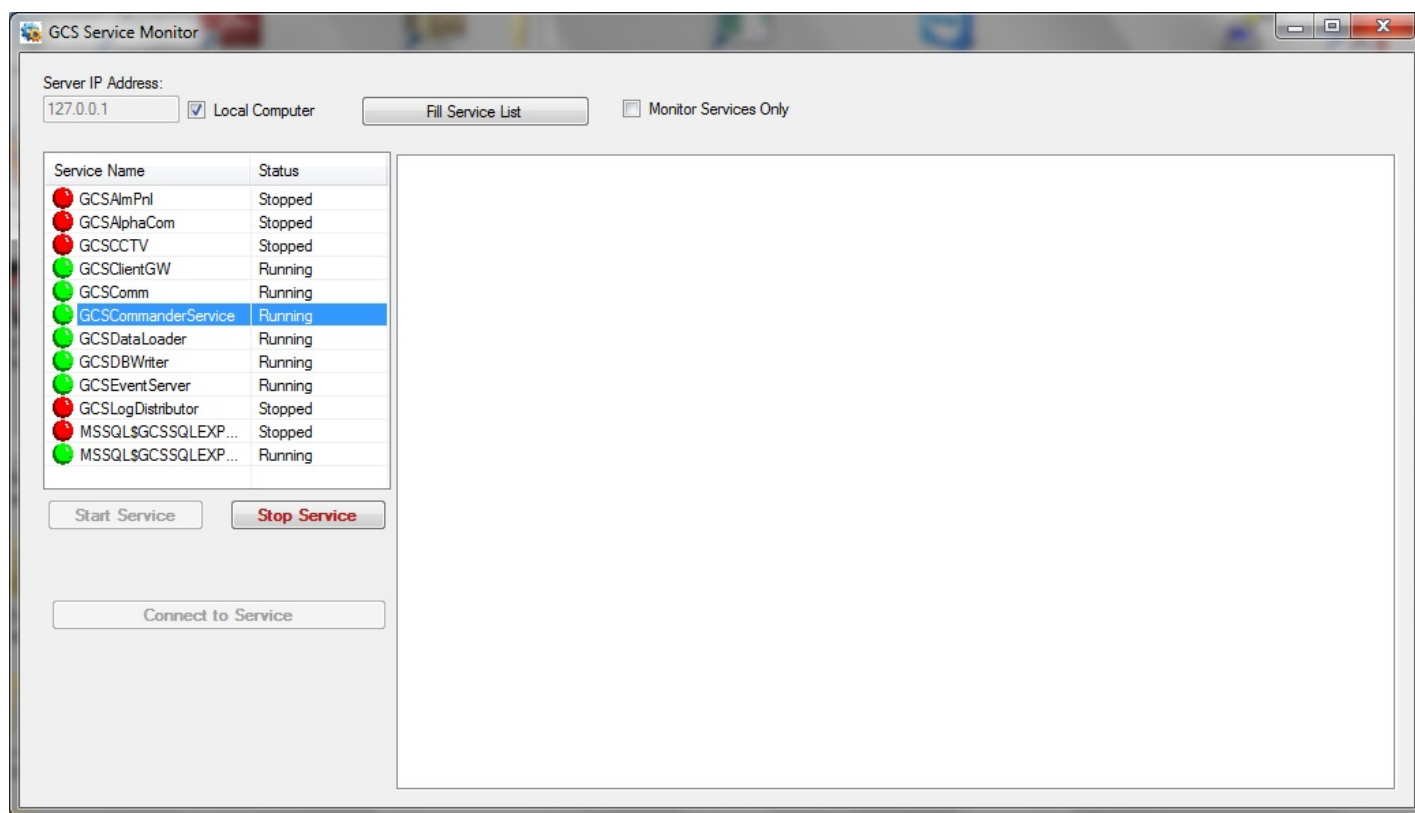 GCS Service Monitor
Server IP Address:
127.0.0.1 Local Computer Fill Service List Monitor Services Only
Service Name Status
GCSAlmPnl Stopped
GCSAlphaCom Stopped
GCSCCTV Stopped
GCSClientGW Running
GCSComm Running
GCSCommanderService Running
GCSDataLoader Running
GCSDBWriter Running
GCSEventServer Running
GCSLogDistributor Stopped
MSSQL$GCSSQLEXP... Stopped
MSSQL$GCSSQLEXP... Running
Start Service Stop Service
Connect to Service